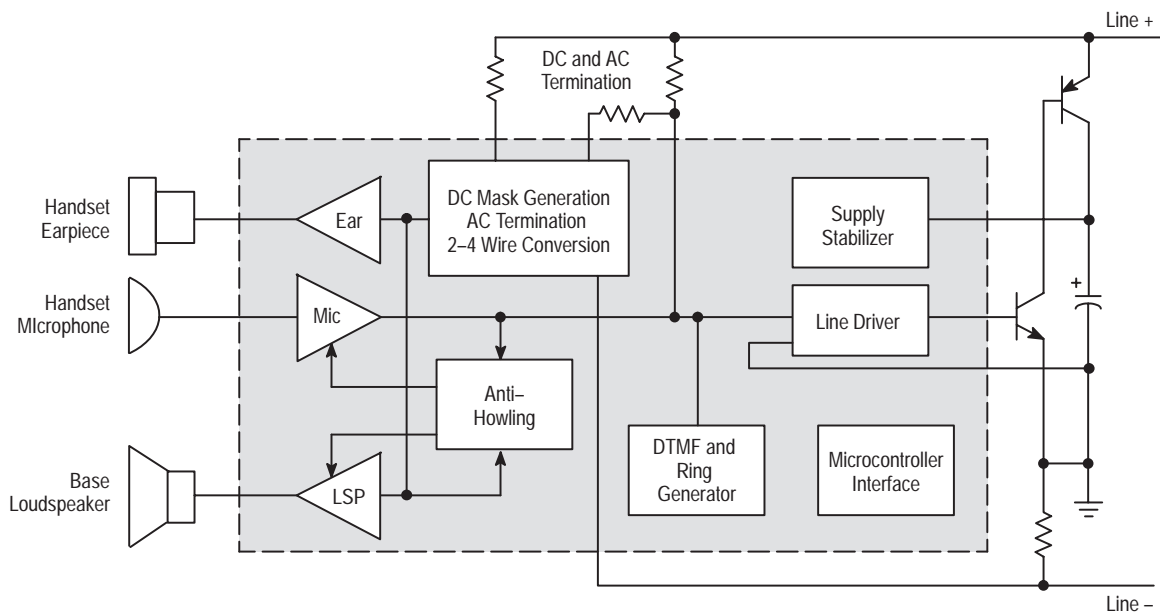 Line +
DC and AC
Termination
Handset
Earpiece
Ear
DC Mask Generation
AC Termination
2–4 Wire Conversion
Supply
Stabilizer
Handset
MIcrophone
Mic
Line Driver
+
Anti–
Howling
DTMF and
Ring
Generator
Microcontroller
Interface
Base
Loudspeaker
LSP
Line –